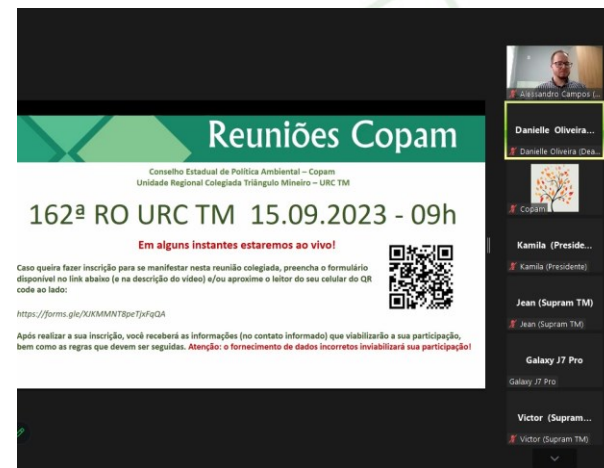 Reuniões Copam
Conselho Estadual de Política Ambiental – Copam
Unidade Regional Colegiada Triângulo Mineiro – URC TM
162ª RO URC TM 15.09.2023 - 09h
Em alguns instantes estaremos ao vivo!
Caso queira fazer inscrição para se manifestar nesta reunião colegiada, preencha o formulário
disponível no link abaixo (e na descrição do vídeo) e/ou aproxime o leitor do seu celular do QR
code ao lado:
https://forms.gle/XJKMMNT8peTjxFqQA
Após realizar a sua inscrição, você receberá as informações (no contato informado) que viabilizarão a sua participação,
bem como as regras que devem ser seguidas. Atenção: o fornecimento de dados incorretos inviabilizará sua participação!
Alessandro Campos (...
Danielle Oliveira...
Danielle Oliveira (Dea...
Copam
Kamila (Preside...
Kamila (Presidente)
Jean (Supram TM)
Jean (Supram TM)
Galaxy J7 Pro
Galaxy J7 Pro
Victor (Supram...
Victor (Supram TM)